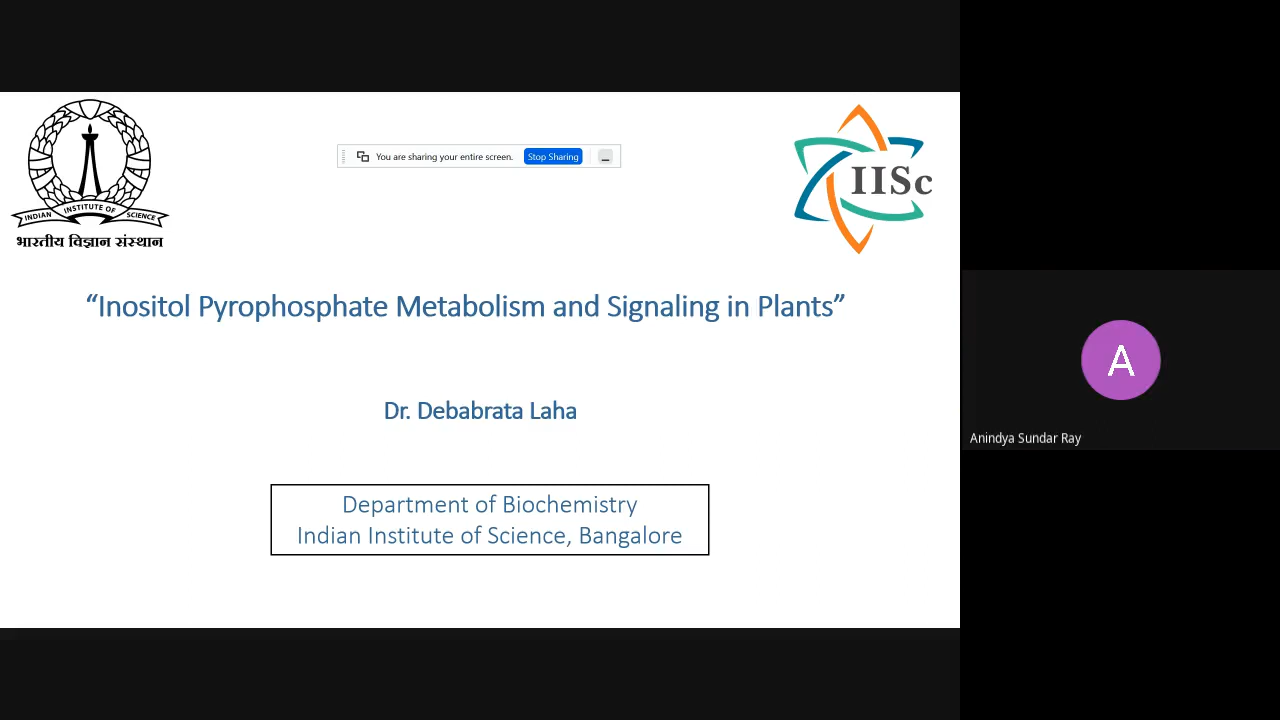 INDIAN INSTITUTE OF SCIENCE
भारतीय विज्ञान संस्थान
You are sharing your entire screen. Stop Sharing
IISc
“Inositol Pyrophosphate Metabolism and Signaling in Plants”
Dr. Debabrata Laha
Department of Biochemistry
Indian Institute of Science, Bangalore
A
Anindya Sundar Ray